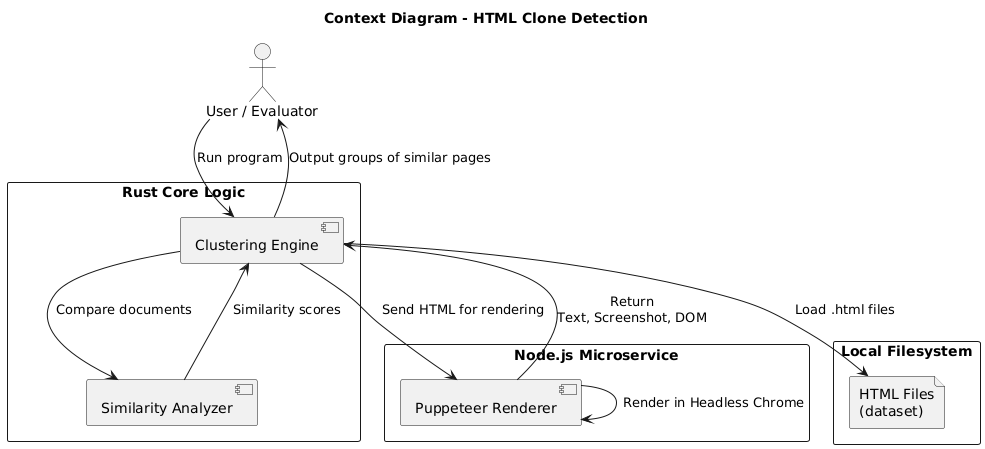 Context Diagram - HTML Clone Detection
User / Evaluator
Run program
Output groups of similar pages
Rust Core Logic
Clustering Engine
Compare documents
Similarity scores
Send HTML for rendering
Return
Text, Screenshot, DOM
Load .html files
Node.js Microservice
Local Filesystem
Similarity Analyzer
Puppeteer Renderer
Render in Headless Chrome
HTML Files
(dataset)